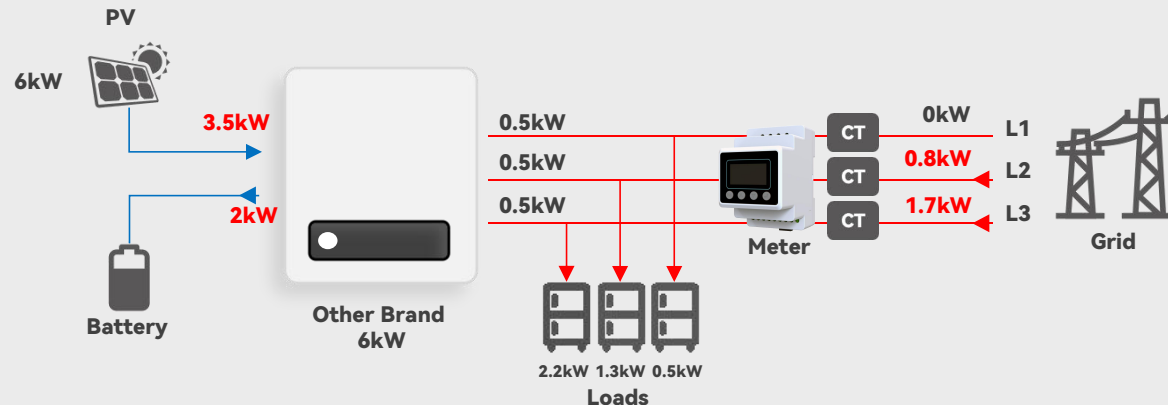 PV
6kW
3.5kW
2kW
Battery
Other Brand
6kW
0.5kW
0.5kW
0.5kW
2.2kW 1.3kW 0.5kW
Loads
Meter
CT
CT
CT
0kW
0.8kW
1.7kW
L1
L2
L3
Grid